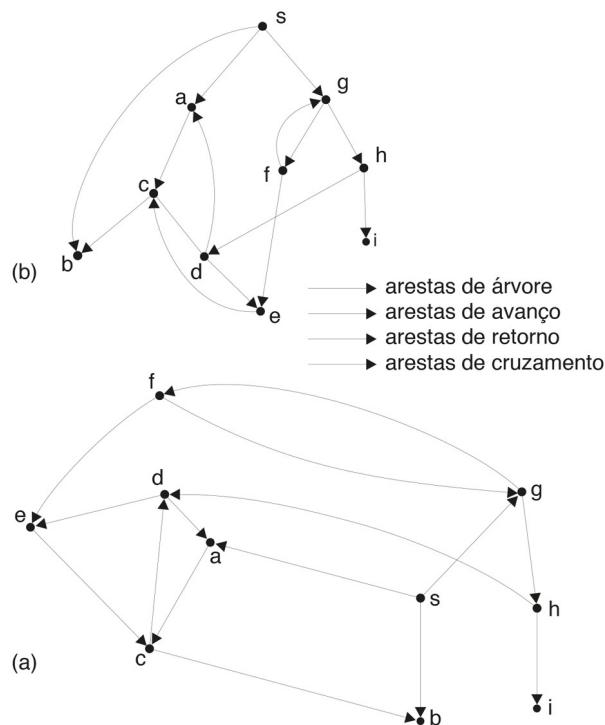 s
a
g
c
f
h
b
d
i
e
(b)
arestas de árvore
arestas de avanço
arestas de retorno
arestas de cruzamento
f
d
g
e
a
s
h
c
(a)
b
i